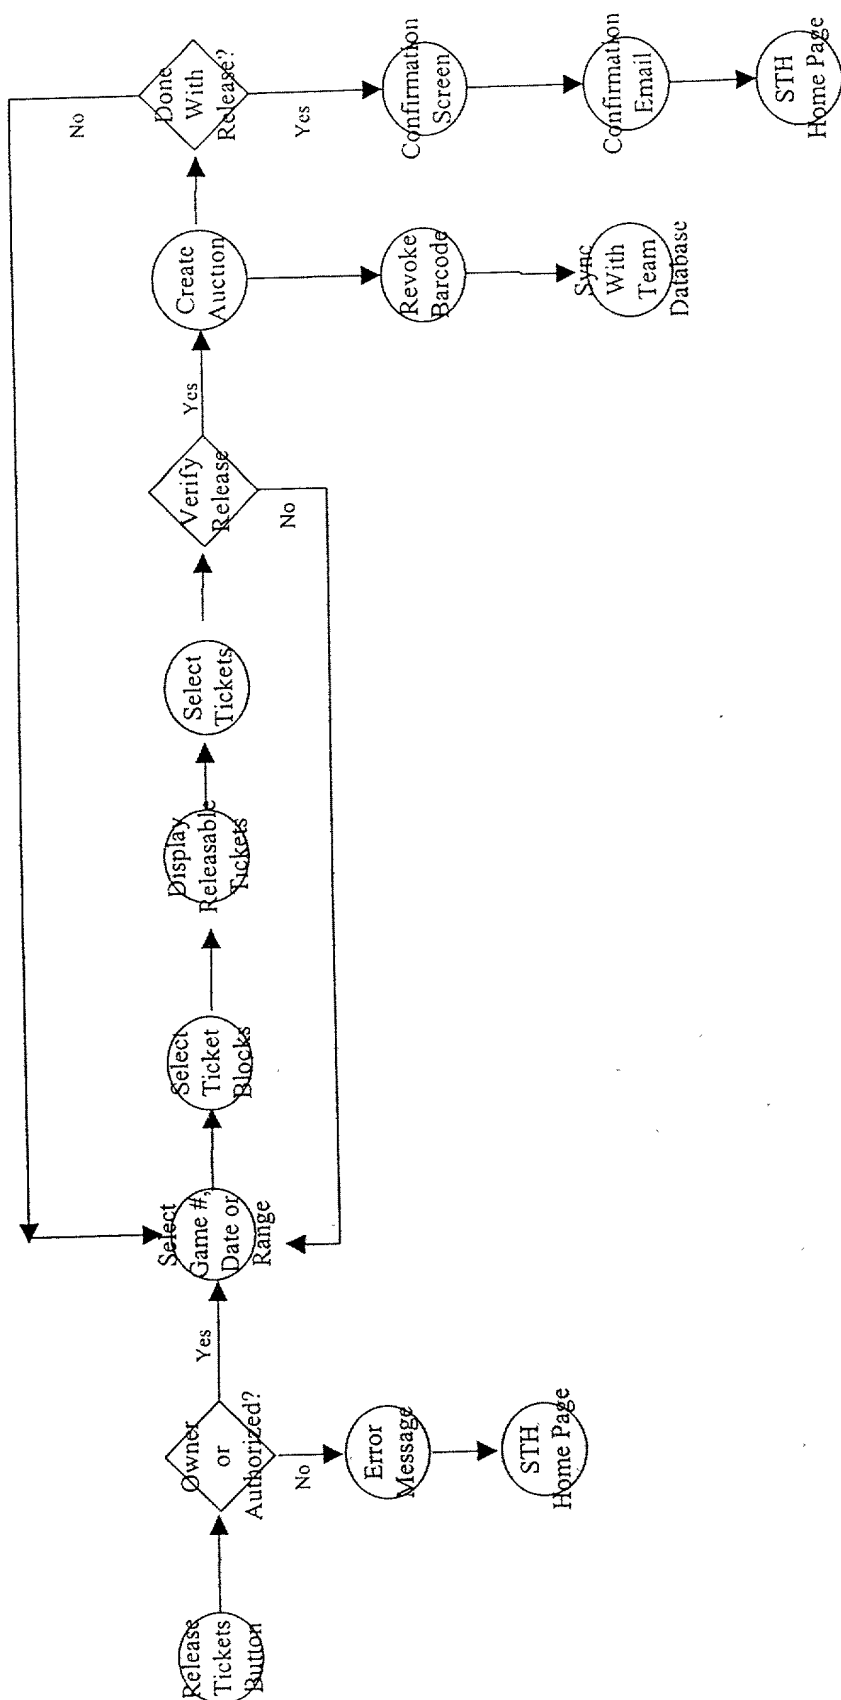 Release
Tickets
Button
Owner
or
Authorized?
Yes
No
Error
Message
STH
Home Page
Select
Game #,
Date or
Range
Select
Ticket
Blocks
Display
Releasable
Tickets
Select
Tickets
Verify
Release
Yes
No
Create
Auction
Revoke
Barcode
Sync
With
Team
Database
Done
With
Release?
No
Yes
Confirmation
Screen
Confirmation
Email
STH
Home Page